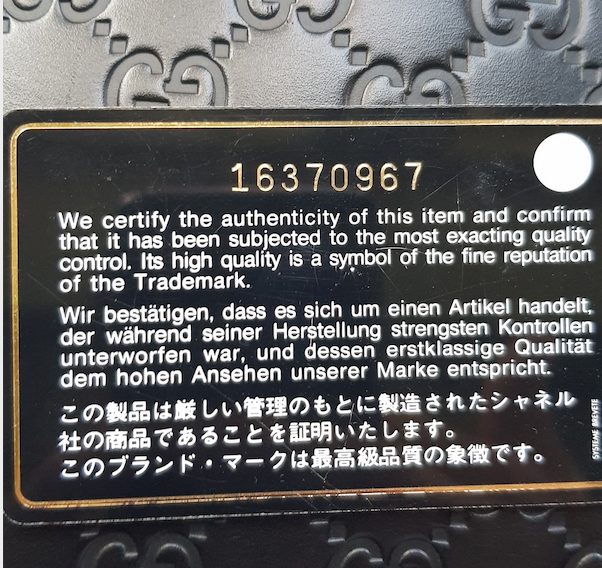 16370967
We certify the authenticity of this item and confirm
that it has been subjected to the most exacting quality
control. Its high quality is a symbol of the fine reputation
of the Trademark.
Wir bestätigen, dass es sich um einen Artikel handelt,
der während seiner Herstellung strengsten Kontrollen
unterworfen war, und dessen erstklassige Qualität
dem hohen Ansehen unserer Marke entspricht.
この製品は厳しい管理のもとに製造されたシャネル
社の商品であることを証明いたします。
このブランド・マークは最高級品質の象徴です。
SYSTEME BREVETE